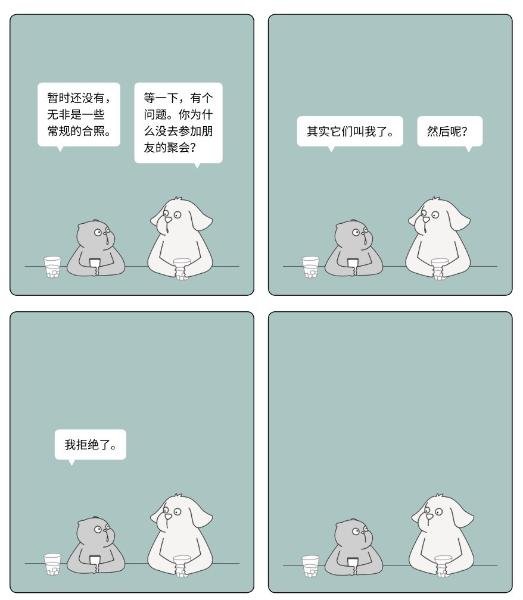 暂时还没有，
无非是一些
常规的合照。
等一下，有个
问题。你为什
么没去参加朋
友的聚会？
其实它们叫我了。
然后呢？
我拒绝了。